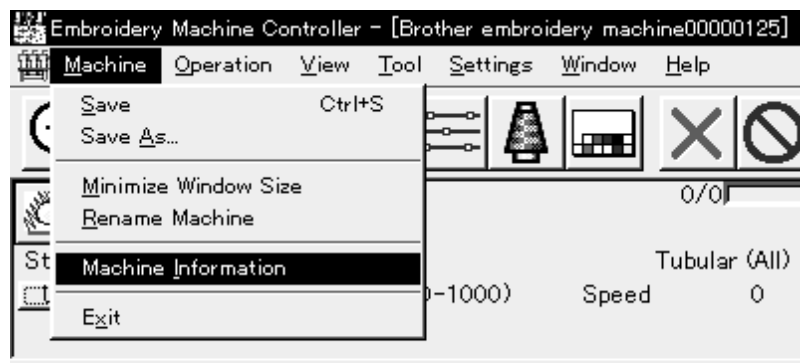 Embroidery Machine Controller - [Brother embroidery machine00000125]
Machine Operation View Tool Settings Window Help
Save Ctrl+S
Save As...
Minimize Window Size
0/0
Rename Machine
St
Machine Information
Tubular (All)
-1000) Speed 0
Exit